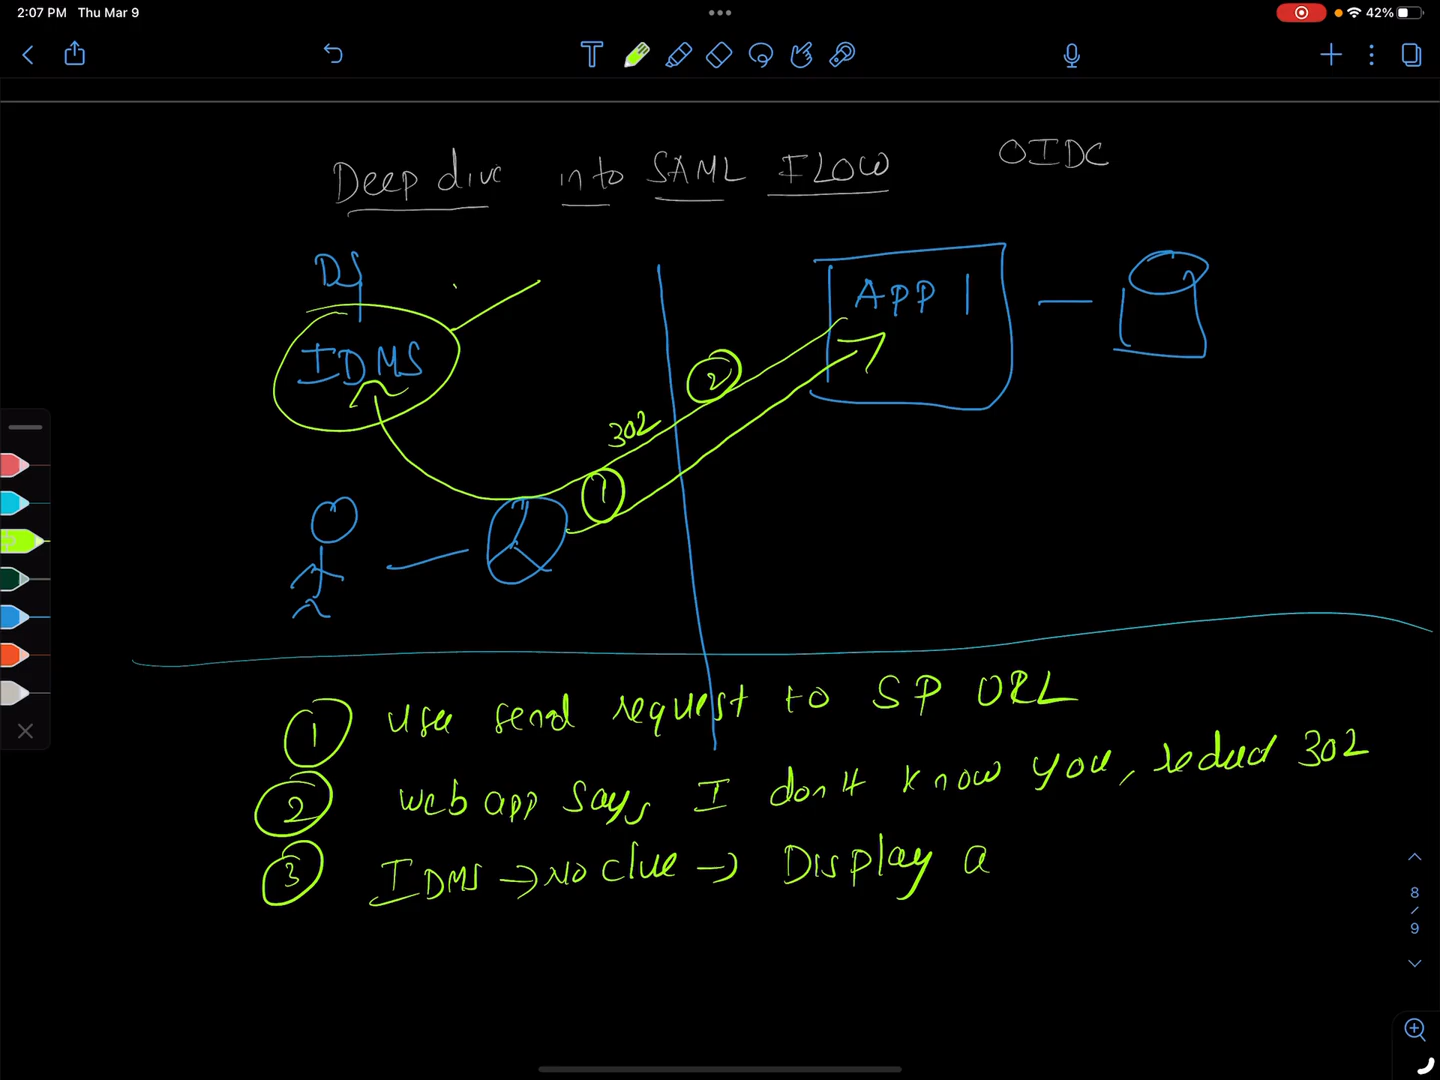 2:07 PM Thu Mar 9
42%
Deep dive into SAML FLOW
OIDC
DS
IDMS
APP 1
2
302
1
1 user send request to SP URL
2 Web app says, I don't know you, 302
3 IDMS → No clue → Display a
8
/
9